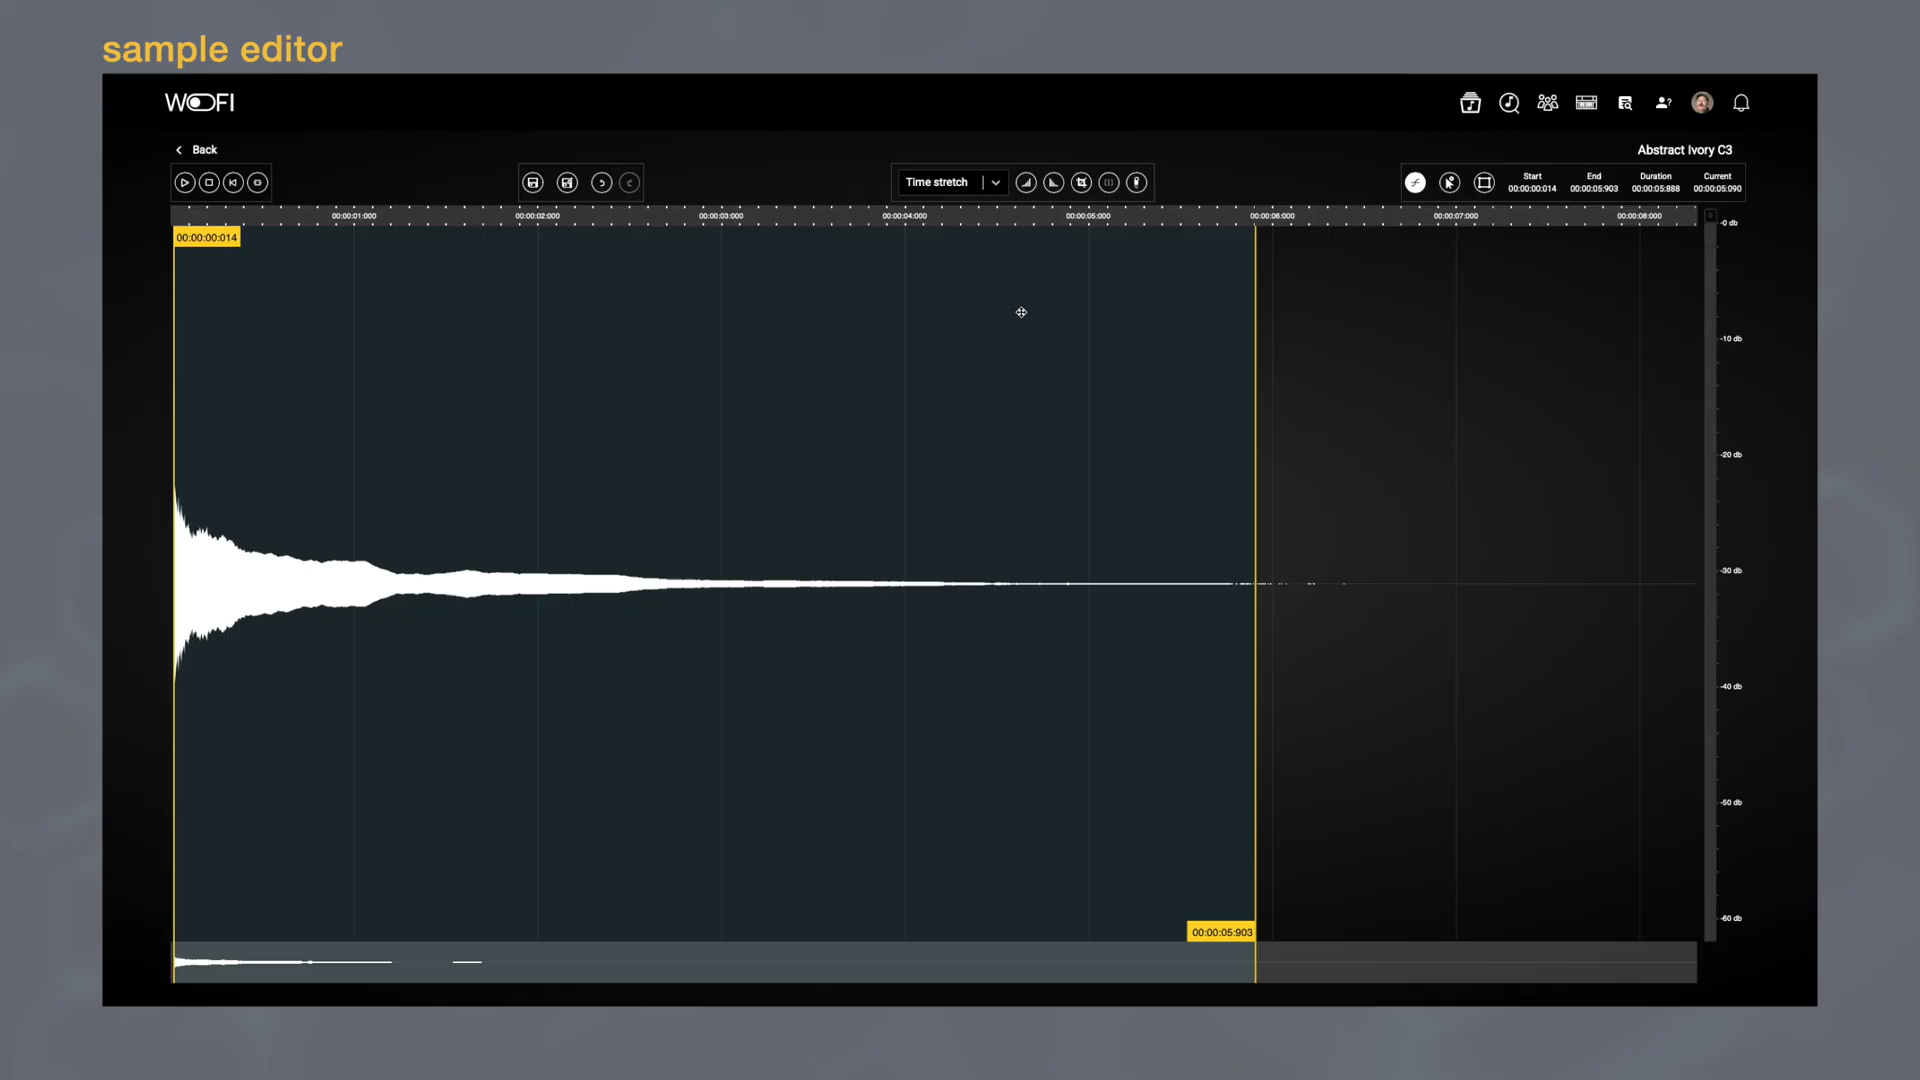 sample editor
WOOFI
Back
Abstract Ivory C3
Time stretch
Start
End
Duration
Current
00:00:00:014
00:00:05:903
00:00:05:888
00:00:05:090
00:00:01:000
00:00:02:000
00:00:03:000
00:00:04:000
00:00:05:000
00:00:06:000
00:00:07:000
00:00:08:000
-0 db
00:00:00:014
-10 db
-20 db
-30 db
-40 db
-50 db
-60 db
00:00:05:903